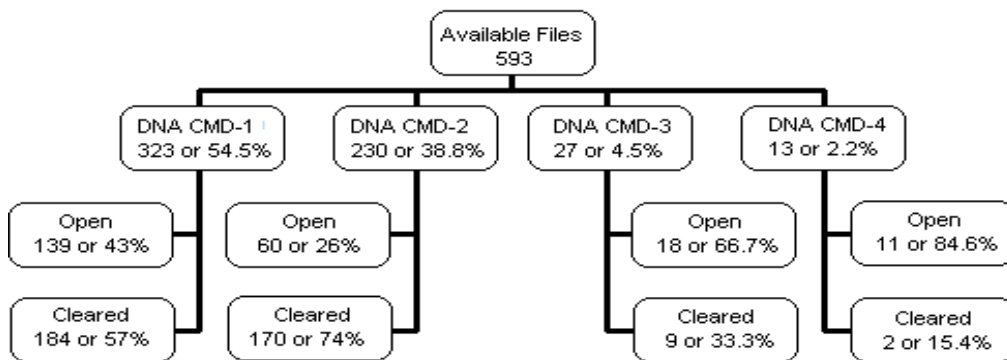 Available Files
593
DNA CMD-1
323 or 54.5%
DNA CMD-2
230 or 38.8%
DNA CMD-3
27 or 4.5%
DNA CMD-4
13 or 2.2%
Open
139 or 43%
Open
60 or 26%
Open
18 or 66.7%
Open
11 or 84.6%
Cleared
184 or 57%
Cleared
170 or 74%
Cleared
9 or 33.3%
Cleared
2 or 15.4%